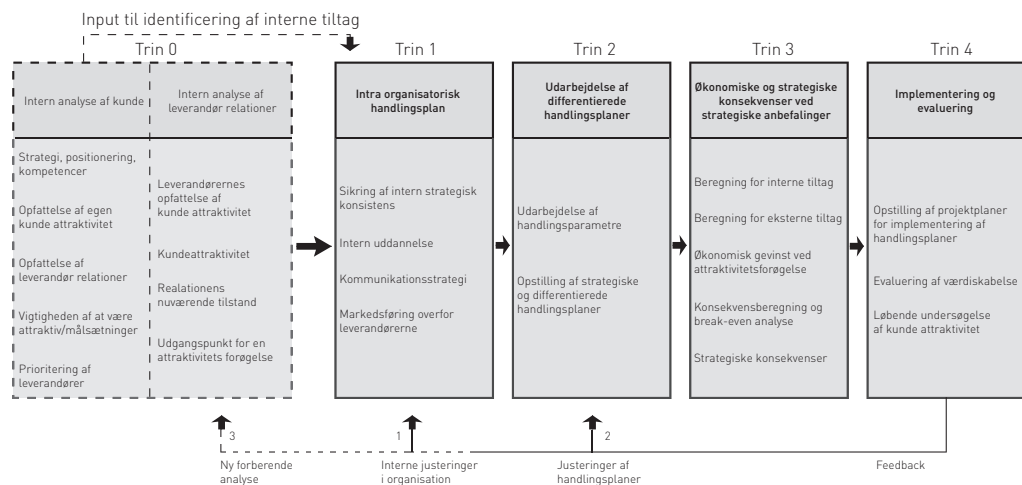 Input til identificering af interne tiltag
Trin 0
Intern analyse af kunde
Intern analyse af
leverandør relationer
Strategi, positionering,
kompetencer
Opfattelse af egen
kunde attraktivitet
Opfattelse af
leverandør relationer
Vigtigheden af at være
attraktiv/målsætninger
Prioritering af
leverandører
Leverandørernes
opfattelse af
kunde attraktivitet
Kundeattraktivitet
Realationens
nuværende tilstand
Udgangspunkt for en
attraktivitets forøgelse
Trin 1
Intra organisatorisk
handlingsplan
Sikring af intern strategisk
konsistens
Intern uddannelse
Kommunikationsstrategi
Markedsføring overfor
leverandørerne
Trin 2
Udarbejdelse af
differentierede
handlingsplaner
Udarbejdelse af
handlingsparametre
Opstilling af strategiske
og differentierede
handlingsplaner
Trin 3
Økonomiske og strategiske
konsekvenser ved
strategiske anbefalinger
Beregning for interne tiltag
Beregning for eksterne tiltag
Økonomisk gevinst ved
attraktivitetsforøgelse
Konsekvensberegning og
break-even analyse
Strategiske konsekvenser
Trin 4
Implementering og
evaluering
Opstilling af projektplaner
for implementering af
handlingsplaner
Evaluering af værdiskabelse
Løbende undersøgelse
af kunde attraktivitet
3
Ny forberende
analyse
1
Interne justeringer
i organisation
2
Justeringer af
handlingsplaner
Feedback